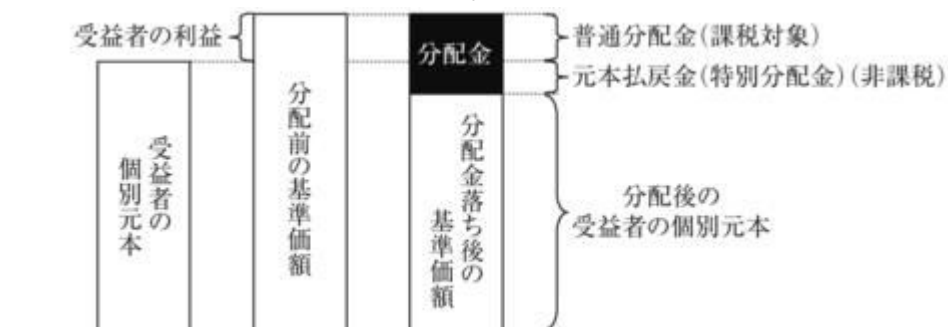 受益者の利益
分配金
普通分配金(課税対象)
元本払戻金(特別分配金)(非課税)
受益者の
個別元本
分配前の基準価額
分配金落ち後の
基準価額
分配後の
受益者の個別元本